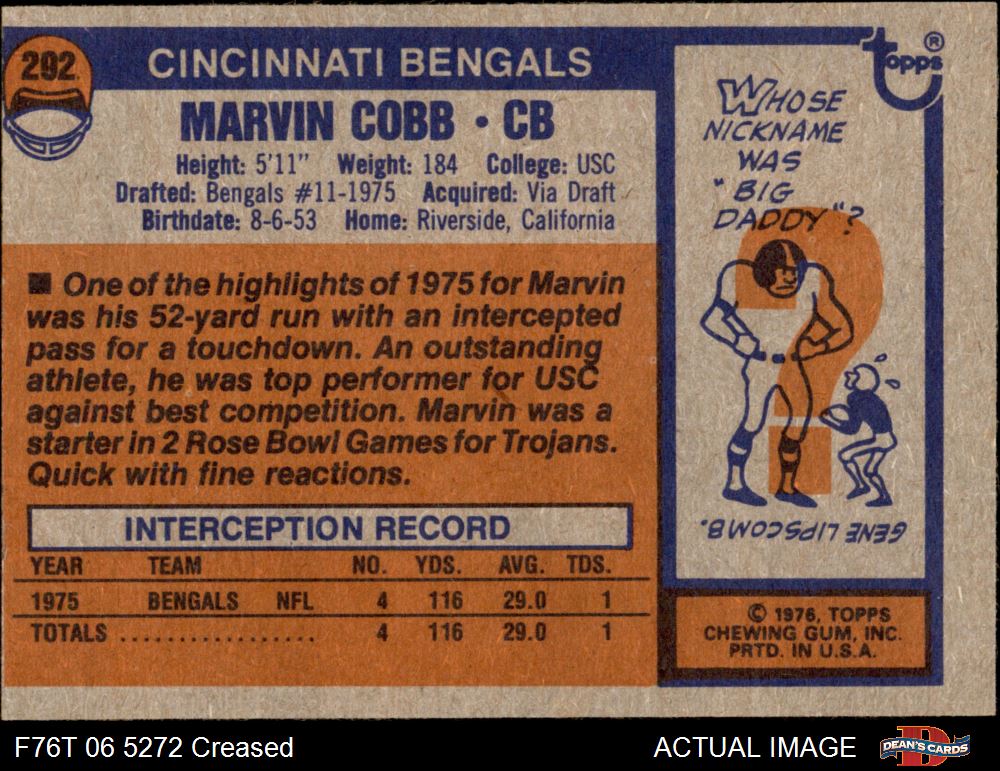 292
CINCINNATI BENGALS
MARVIN COBB • CB
Height: 5'11" Weight: 184 College: USC
Drafted: Bengals #11-1975 Acquired: Via Draft
Birthdate: 8-6-53 Home: Riverside, California
■ One of the highlights of 1975 for Marvin
was his 52-yard run with an intercepted
pass for a touchdown. An outstanding
athlete, he was top performer for USC
against best competition. Marvin was a
starter in 2 Rose Bowl Games for Trojans.
Quick with fine reactions.
INTERCEPTION RECORD
YEAR TEAM NO. YDS. AVG. TDS.
1975 BENGALS NFL 4 116 29.0 1
TOTALS .................. 4 116 29.0 1
topps®
WHOSE
NICKNAME
WAS
"BIG
DADDY"?
?
GENE LIPSCOMB.
© 1976, TOPPS
CHEWING GUM, INC.
PRTD. IN U.S.A.
F76T 06 5272 Creased
ACTUAL IMAGE
D
DEAN'S CARDS